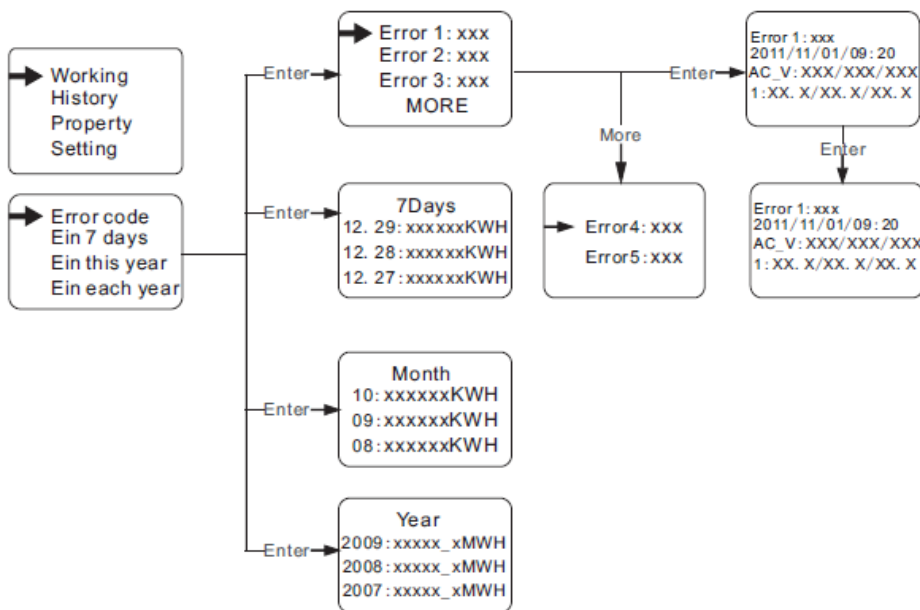 Working
History
Property
Setting
Error code
Ein 7 days
Ein this year
Ein each year
Enter
Error 1: xxx
Error 2: xxx
Error 3: xxx
MORE
Enter
Error 1: xxx
2011/11/01/09:20
AC_V: XXX/XXX/XXX
1:XX. X/XX. X/XX. X
More
Enter
Error4: xxx
Error5: xxx
Error 1: xxx
2011/11/01/09:20
AC_V: XXX/XXX/XXX
1:XX. X/XX. X/XX. X
Enter
7Days
12. 29: xxxxxxKWH
12. 28: xxxxxxKWH
12. 27: xxxxxxKWH
Enter
Month
10: xxxxxxKWH
09: xxxxxxKWH
08: xxxxxxKWH
Enter
Year
2009: xxxxx_xMWH
2008: xxxxx_xMWH
2007: xxxxx_xMWH